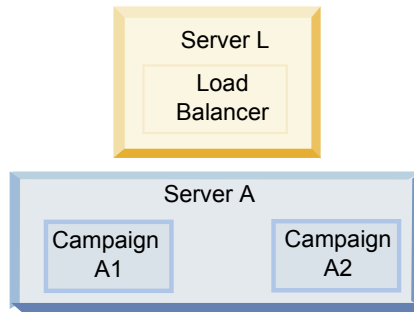 Server L
Load
Balancer
Server A
Campaign
A1
Campaign
A2